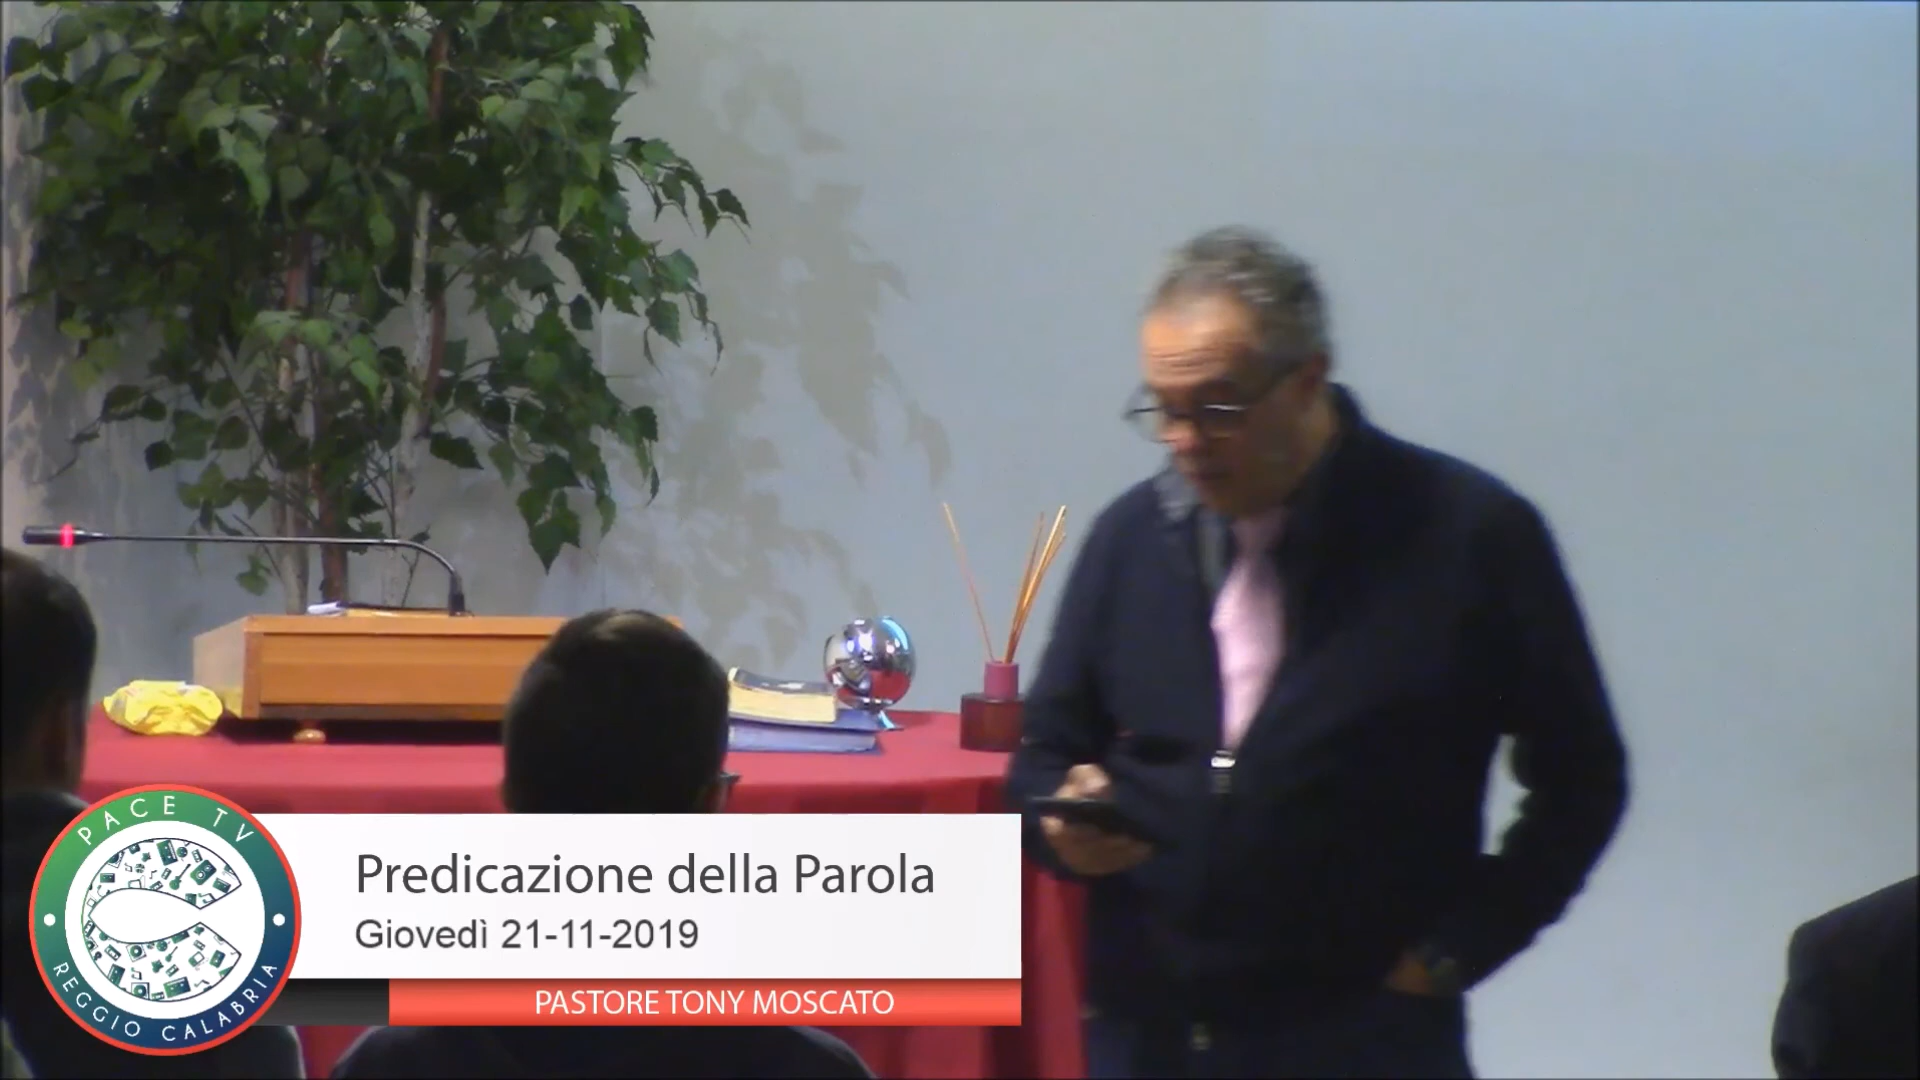 PACE TV
REGGIO CALABRIA
Predicazione della Parola
Giovedì 21-11-2019
PASTORE TONY MOSCATO